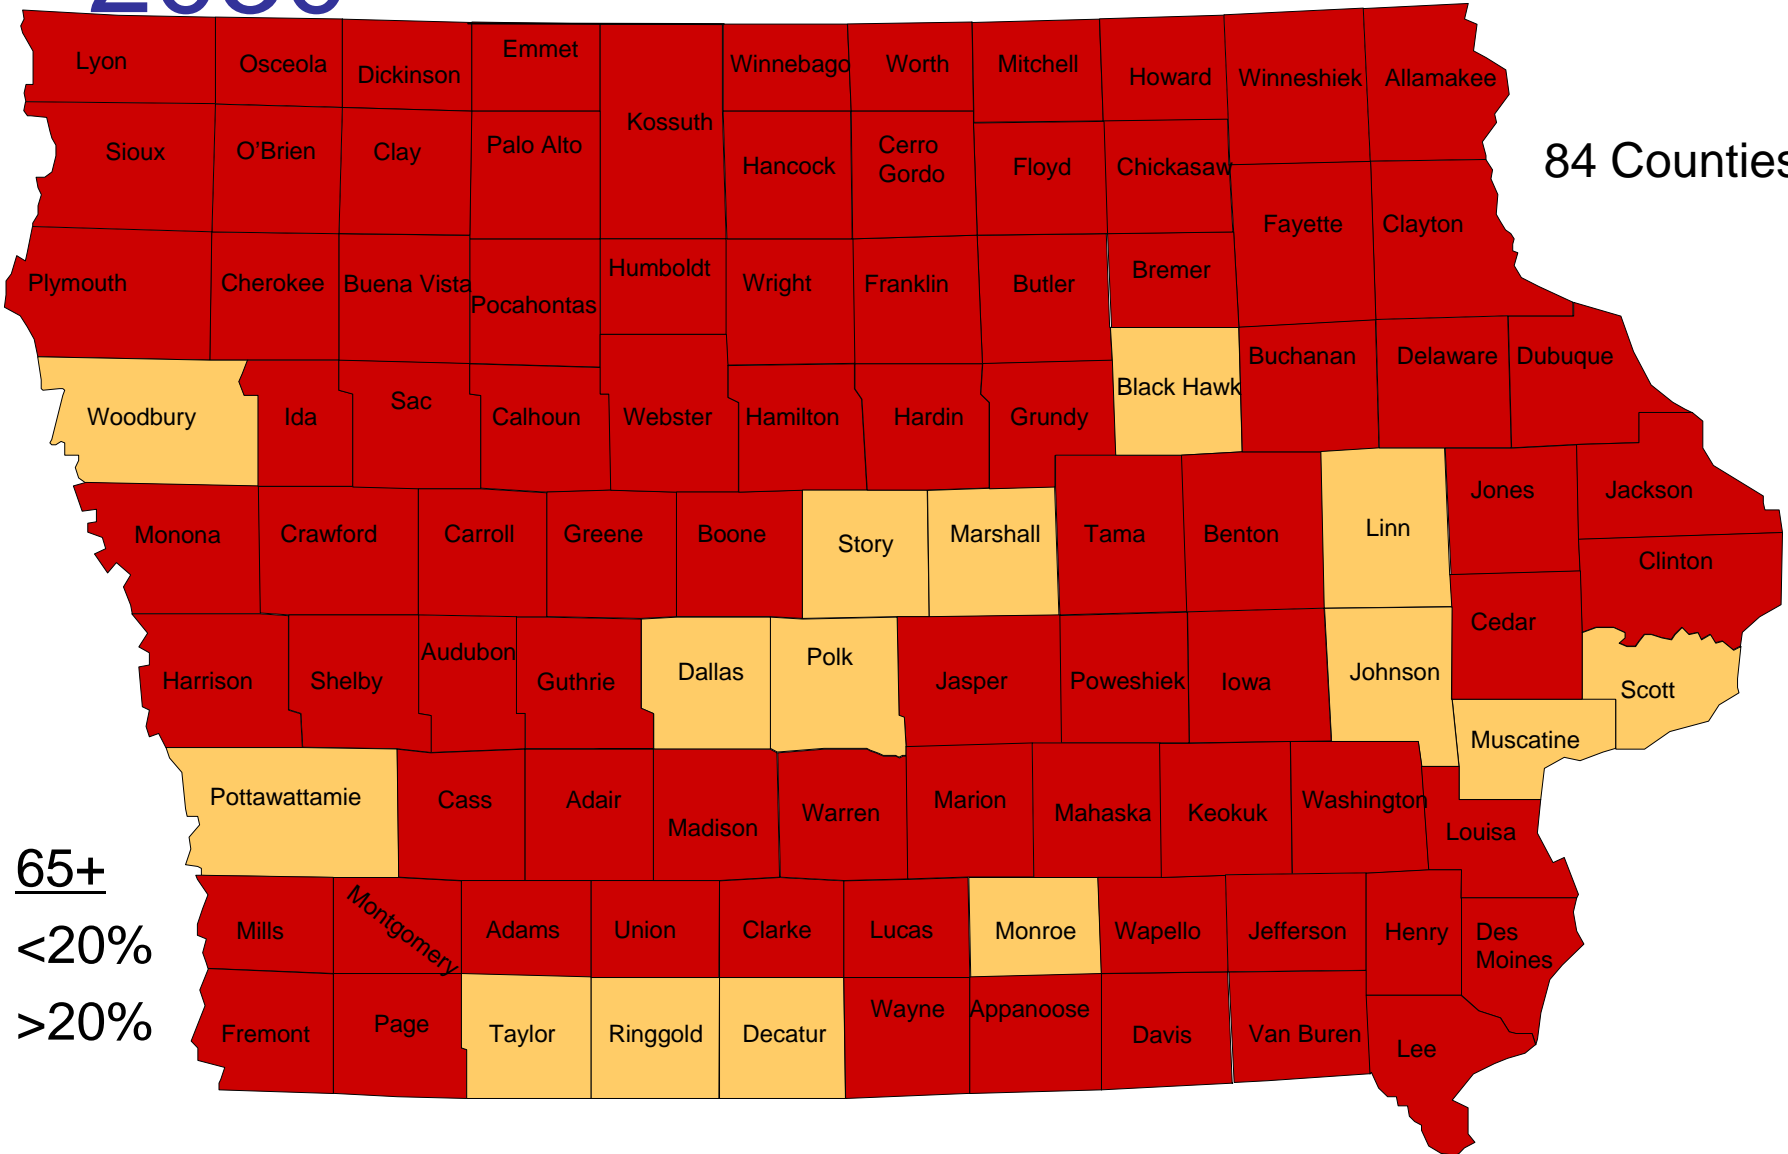 Lyon
Osceola
Dickinson
Emmet
Winnebago
Worth
Mitchell
Howard
Winneshiek
Allamakee
Kossuth
Sioux
O'Brien
Clay
Palo Alto
Hancock
Cerro
Gordo
Floyd
Chickasaw
84 Counties
Fayette
Clayton
Plymouth
Cherokee
Buena Vista
Pocahontas
Humboldt
Wright
Franklin
Butler
Bremer
Woodbury
Ida
Sac
Calhoun
Webster
Hamilton
Hardin
Grundy
Black Hawk
Buchanan
Delaware
Dubuque
Monona
Crawford
Carroll
Greene
Boone
Story
Marshall
Tama
Benton
Linn
Jones
Jackson
Clinton
Harrison
Shelby
Audubon
Guthrie
Dallas
Polk
Jasper
Poweshiek
Iowa
Johnson
Cedar
Scott
Muscatine
Pottawattamie
Cass
Adair
Madison
Warren
Marion
Mahaska
Keokuk
Washington
Louisa
65+
<20%
>20%
Mills
Montgomery
Adams
Union
Clarke
Lucas
Monroe
Wapello
Jefferson
Henry
Des
Moines
Fremont
Page
Taylor
Ringgold
Decatur
Wayne
Appanoose
Davis
Van Buren
Lee